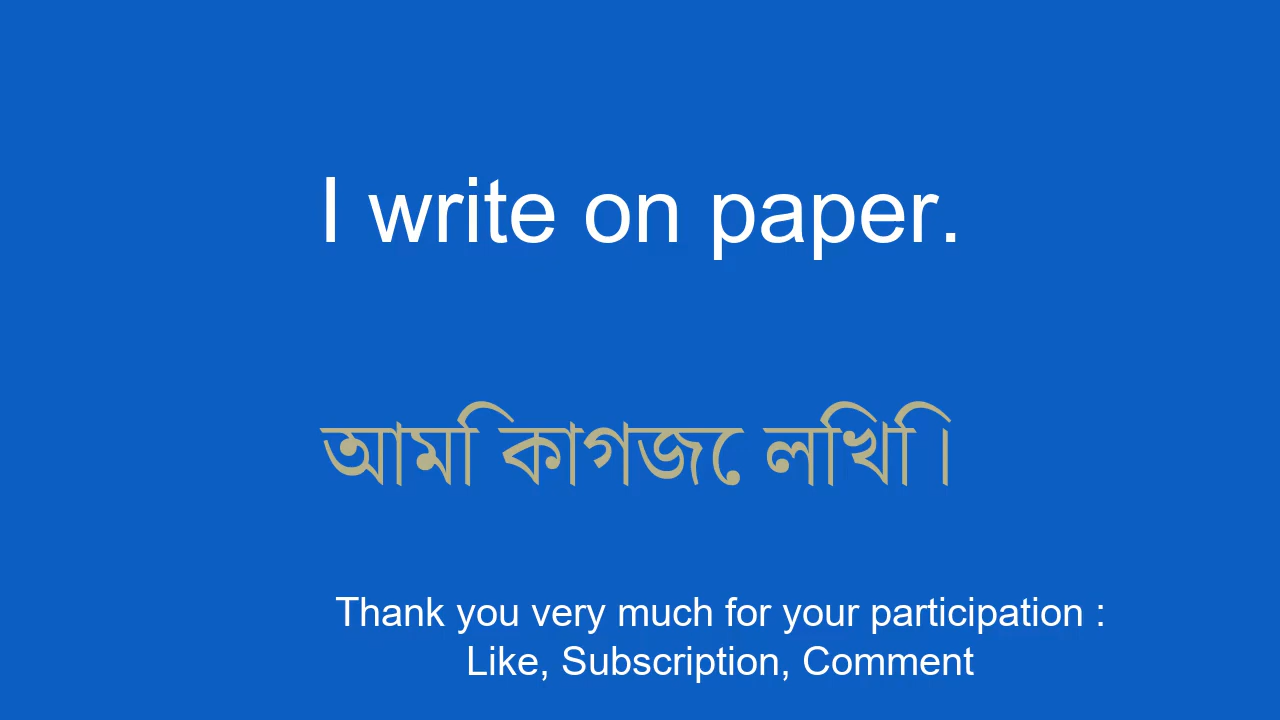 I write on paper.
আমি কাগজে লিখি।
Thank you very much for your participation :
Like, Subscription, Comment